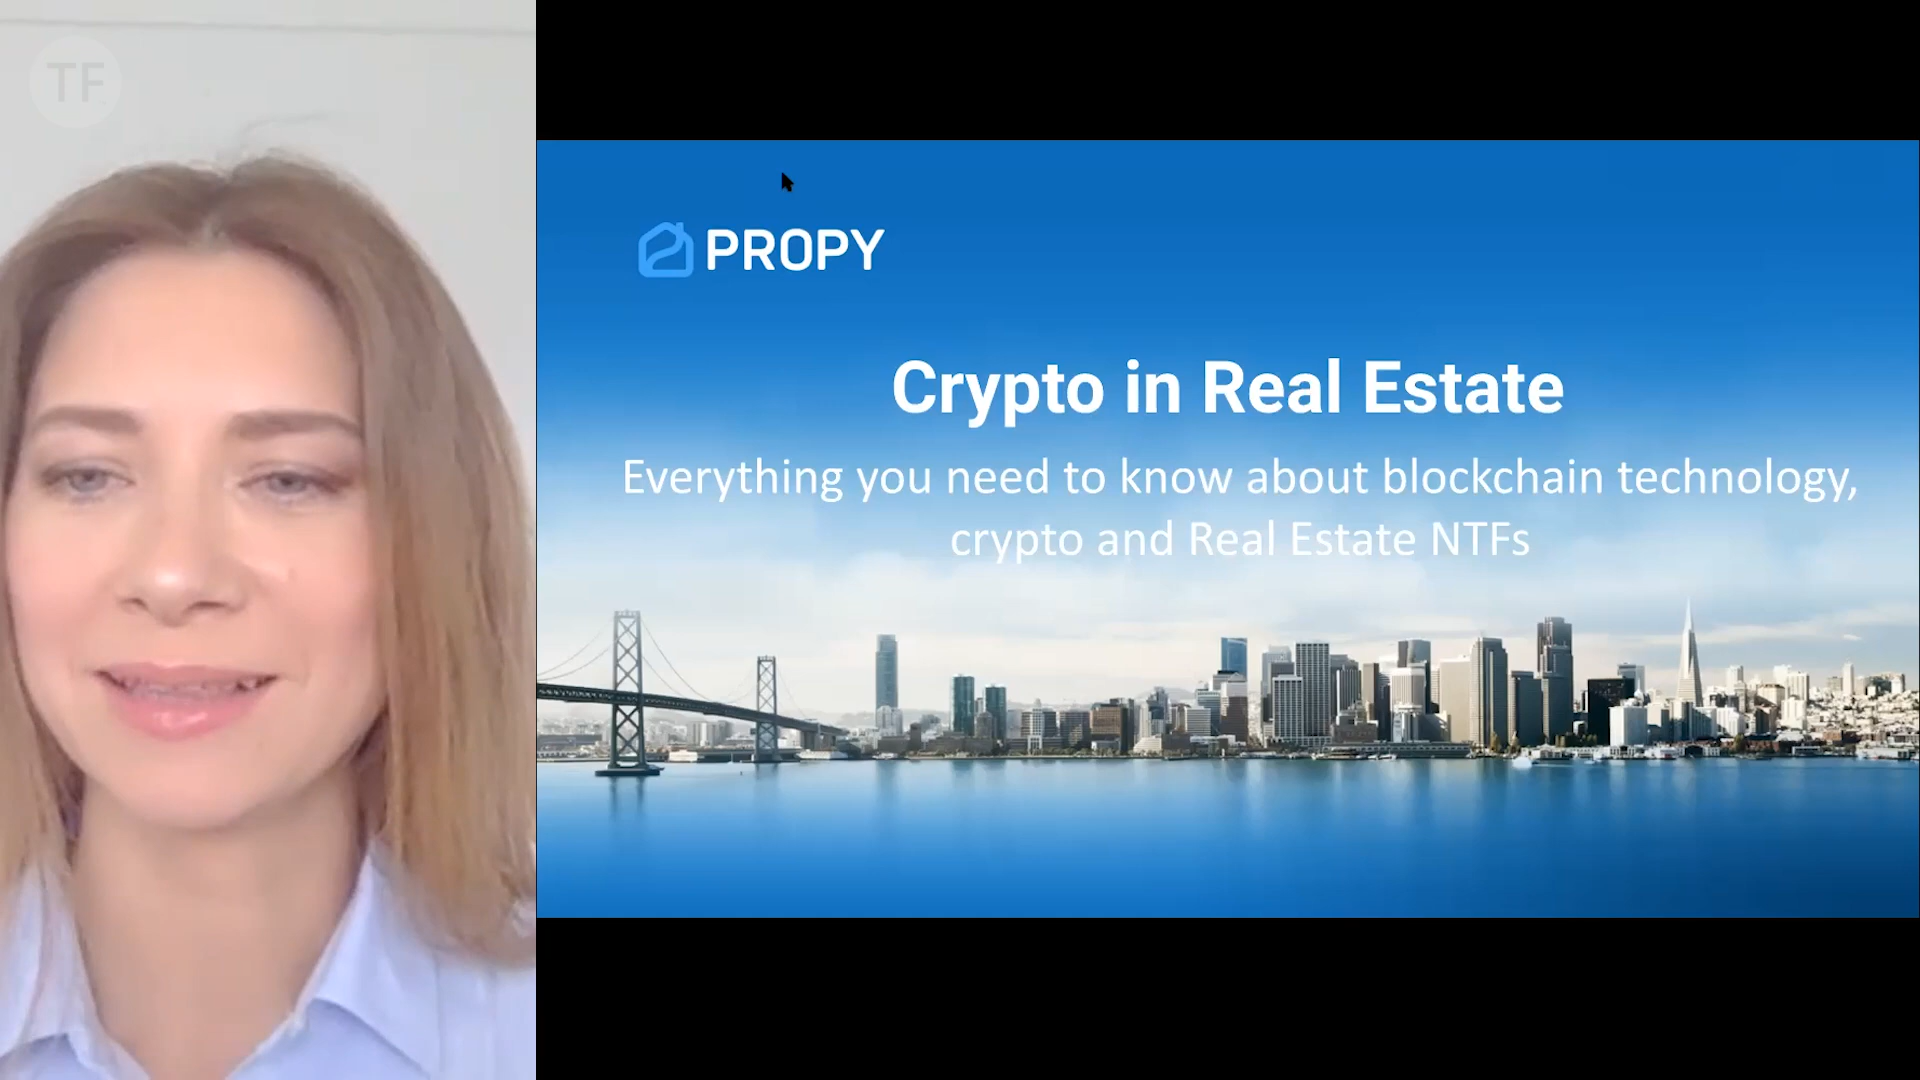 TF
PROPY
Crypto in Real Estate
Everything you need to know about blockchain technology,
crypto and Real Estate NTFs